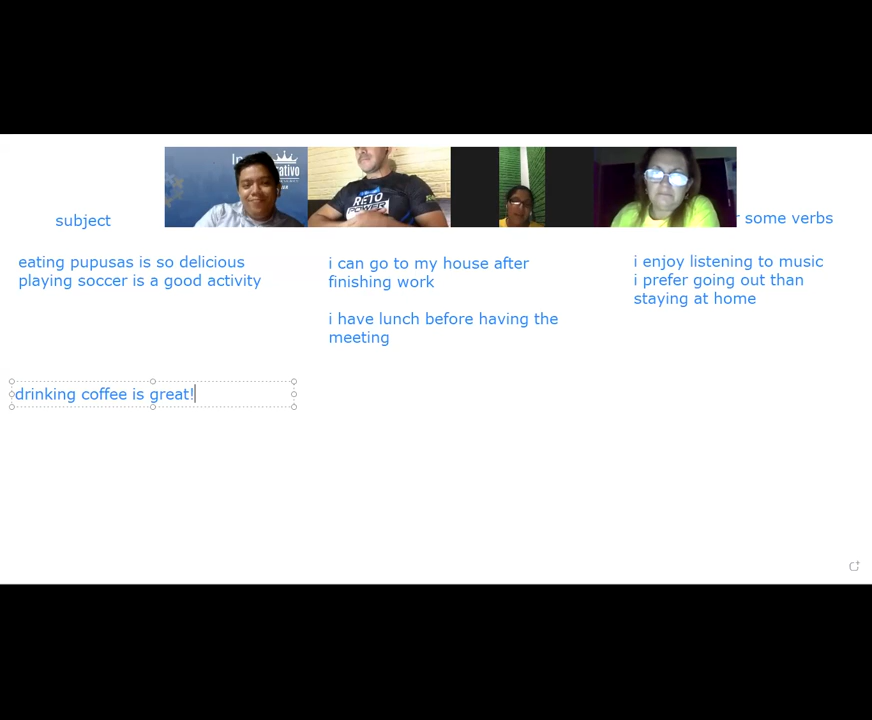 subject
some verbs
eating pupusas is so delicious
playing soccer is a good activity
i can go to my house after
finishing work
i have lunch before having the
meeting
i enjoy listening to music
i prefer going out than
staying at home
drinking coffee is great!
RETO
POWER